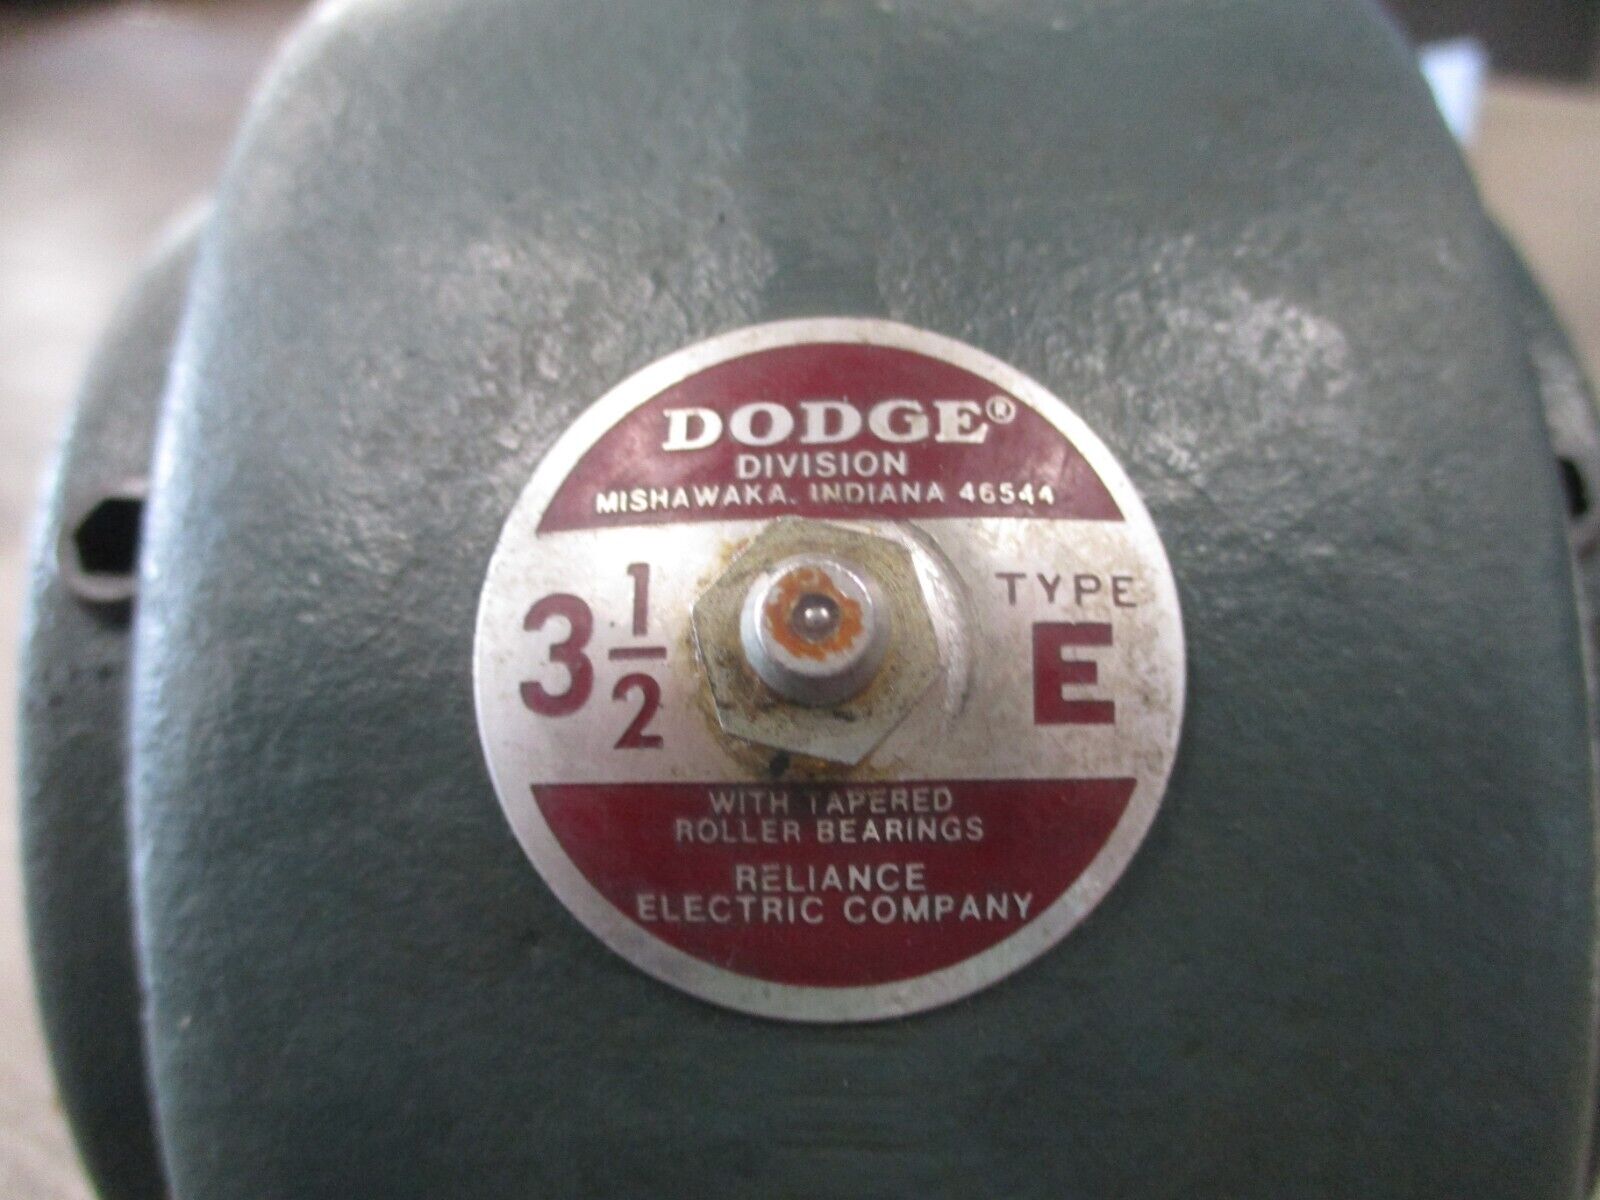 DODGE®
DIVISION
MISHAWAKA, INDIANA 46544
3 1/2
TYPE
E
WITH TAPERED
ROLLER BEARINGS
RELIANCE
ELECTRIC COMPANY